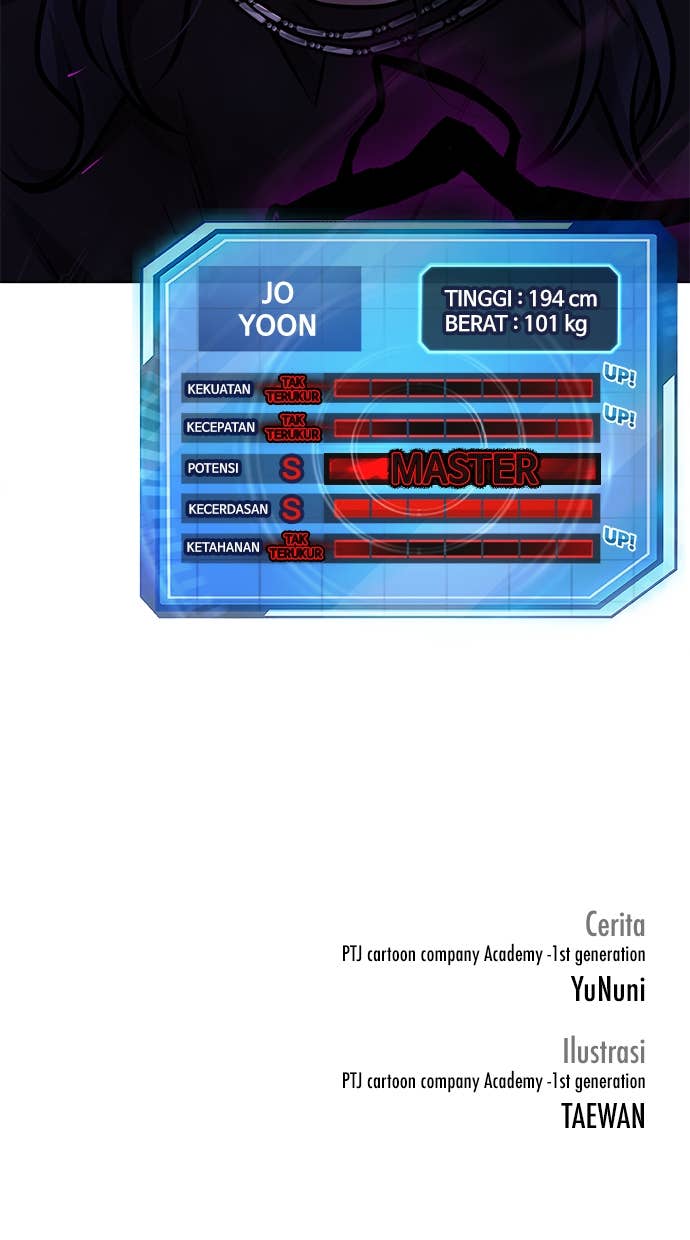 JO
YOON
TINGGI : 194 cm
BERAT : 101 kg
KEKUATAN TAK TERUKUR UP!
KECEPATAN TAK TERUKUR UP!
POTENSI S MASTER
KECERDASAN S
KETAHANAN TAK TERUKUR UP!
Cerita
PTJ cartoon company Academy -1st generation
YuNuni
Ilustrasi
PTJ cartoon company Academy -1st generation
TAEWAN